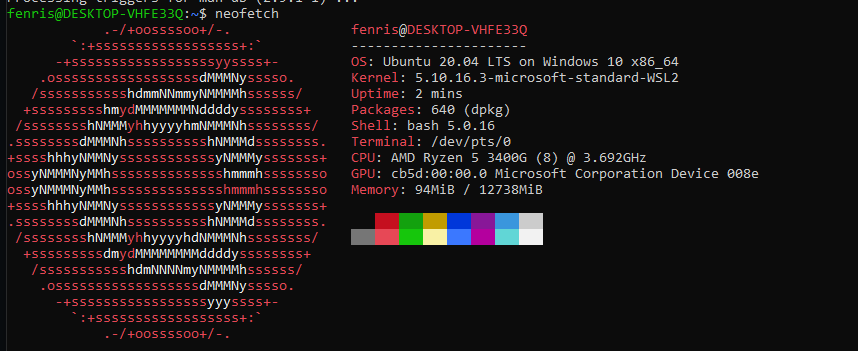 Processing triggers for man-db (2.9.1-1) ...
fenris@DESKTOP-VHFE33Q:~$ neofetch
            .-/+oossssoo+/-.               fenris@DESKTOP-VHFE33Q
        `:+ssssssssssssssssss+:`           ----------------------
      -+ssssssssssssssssssyyssss+-         OS: Ubuntu 20.04 LTS on Windows 10 x86_64
    .ossssssssssssssssssdMMMNysssso.       Kernel: 5.10.16.3-microsoft-standard-WSL2
   /ssssssssssshdmmNNmmyNMMMMhssssss/      Uptime: 2 mins
  +ssssssssshmydMMMMMMMNddddyssssssss+     Packages: 640 (dpkg)
 /sssssssshNMMMyhhyyyyhmNMMMNhssssssss/    Shell: bash 5.0.16
.ssssssssdMMMNhsssssssssshNMMMdssssssss.   Terminal: /dev/pts/0
+sssshhhyNMMNyssssssssssssyNMMMysssssss+   CPU: AMD Ryzen 5 3400G (8) @ 3.692GHz
ossyNMMMNyMMhsssssssssssssshmmmhssssssso   GPU: cb5d:00:00.0 Microsoft Corporation Device 008e
ossyNMMMNyMMhsssssssssssssshmmmhssssssso   Memory: 94MiB / 12738MiB
+sssshhhyNMMNyssssssssssssyNMMMysssssss+
.ssssssssdMMMNhsssssssssshNMMMdssssssss.
 /sssssssshNMMMyhhyyyyhdNMMMNhssssssss/
  +sssssssssdmydMMMMMMMMddddyssssssss+
   /ssssssssssshdmNNNNmyNMMMMhssssss/
    .ossssssssssssssssssdMMMNysssso.
      -+sssssssssssssssssyyyssss+-
        `:+ssssssssssssssssss+:`
            .-/+oossssoo+/-.